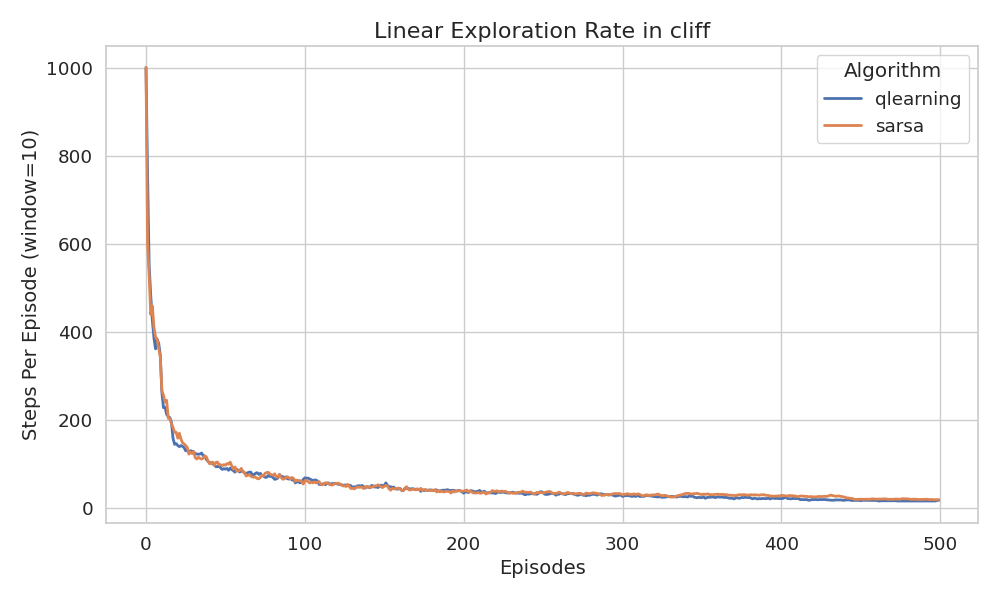 Linear Exploration Rate in cliff
Steps Per Episode (window=10)
1000
800
600
400
200
0
0
100
200
300
400
500
Episodes
Algorithm
qlearning
sarsa